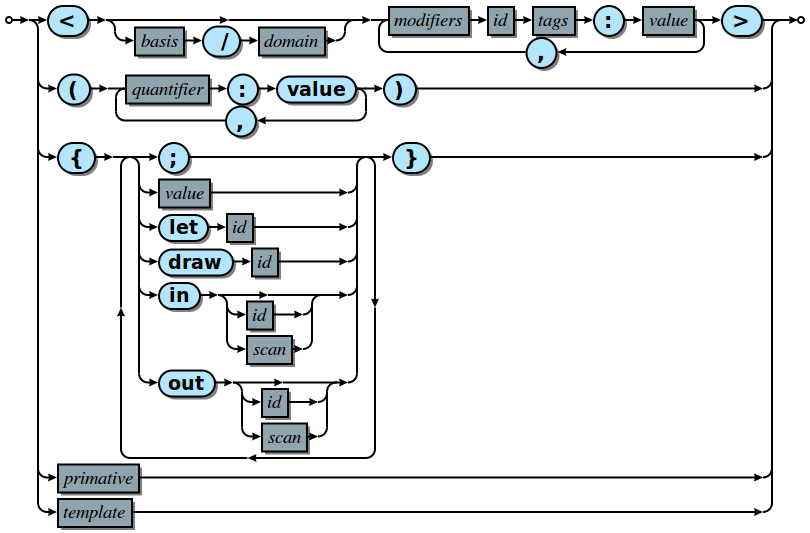 < basis / domain modifiers id tags : value , >
( quantifier : value , )
{ ; }
value
let id
draw id
in id
scan
out id
scan
primative
template